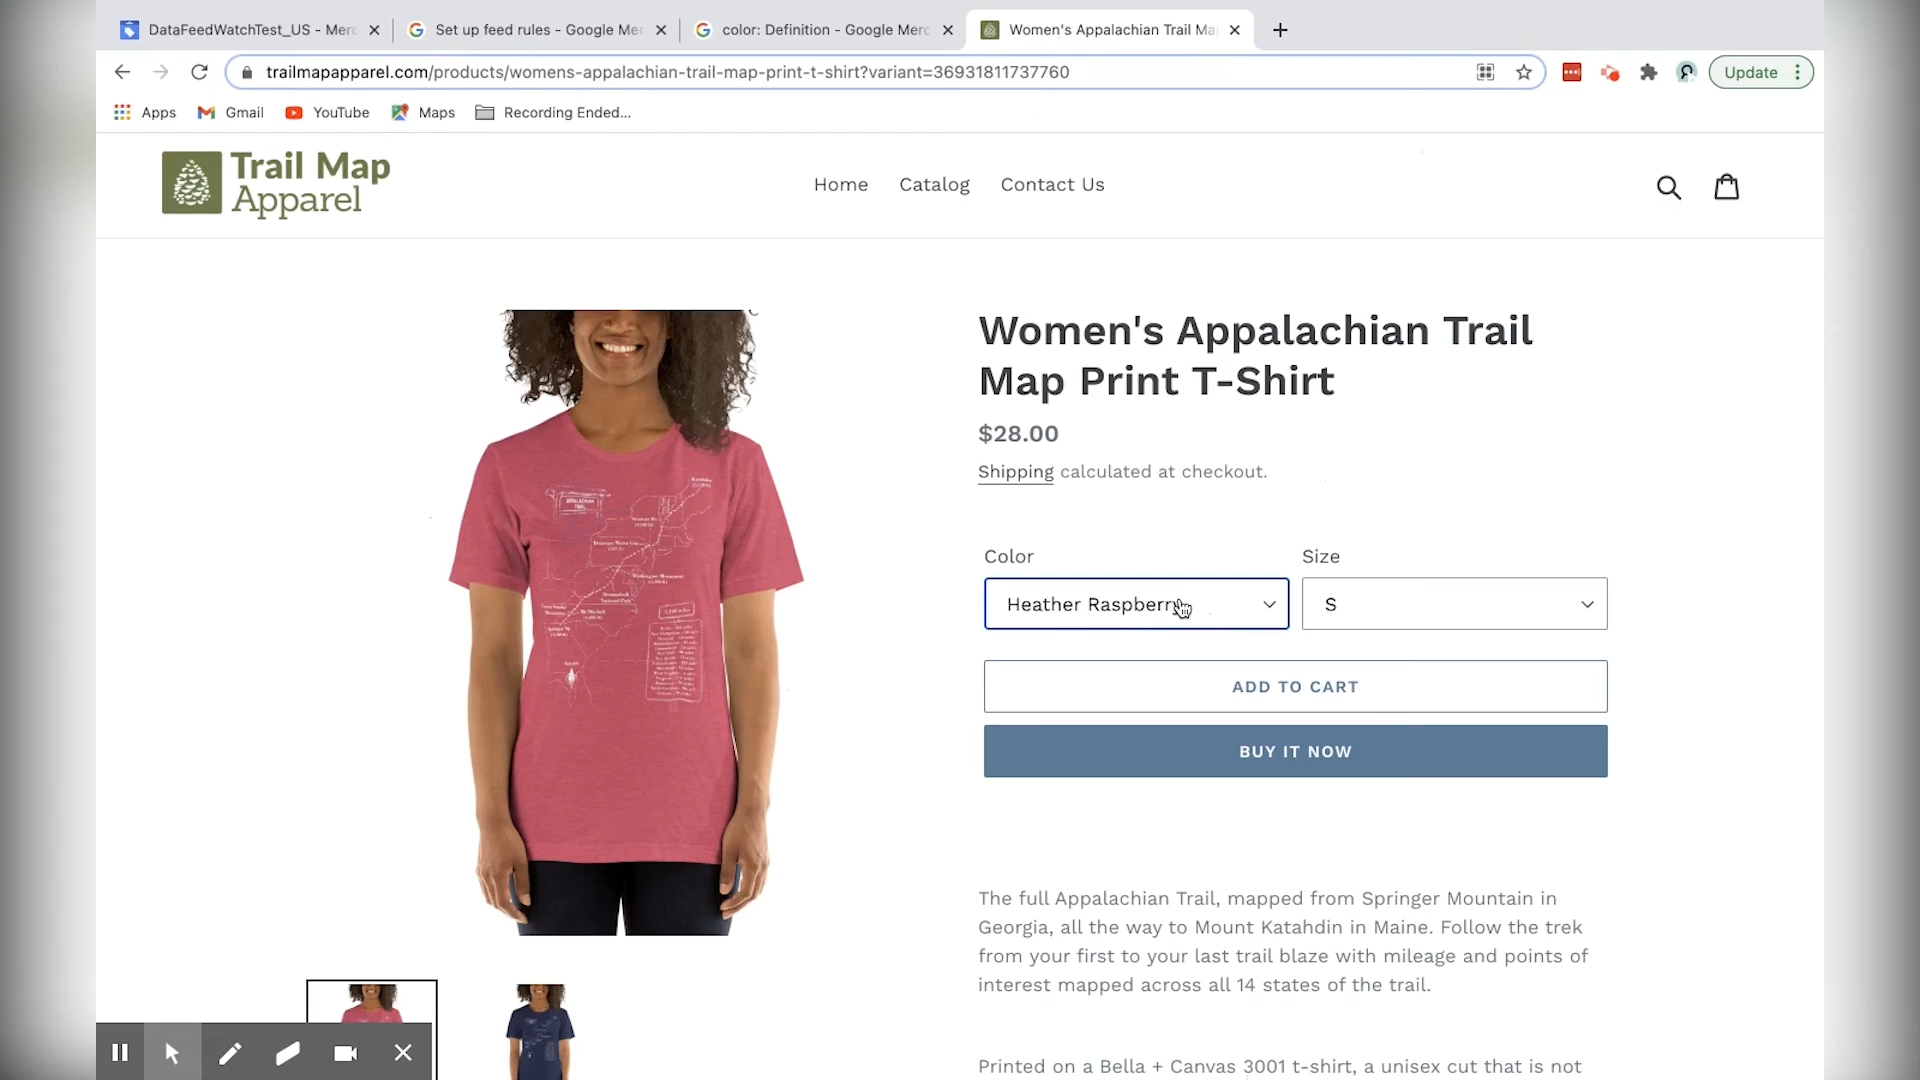 DataFeedWatchTest_US - Merc
Set up feed rules - Google Mer
color: Definition - Google Merc
Women's Appalachian Trail Ma
trailmapapparel.com/products/womens-appalachian-trail-map-print-t-shirt?variant=36931811737760
Update
Apps
Gmail
YouTube
Maps
Recording Ended...
Trail Map
Apparel
Home
Catalog
Contact Us
Women's Appalachian Trail
Map Print T-Shirt
$28.00
Shipping calculated at checkout.
Color
Size
Heather Raspberry
S
ADD TO CART
BUY IT NOW
APPALACHIAN
TRAIL
The full Appalachian Trail, mapped from Springer Mountain in
Georgia, all the way to Mount Katahdin in Maine. Follow the trek
from your first to your last trail blaze with mileage and points of
interest mapped across all 14 states of the trail.
Printed on a Bella + Canvas 3001 t-shirt, a unisex cut that is not